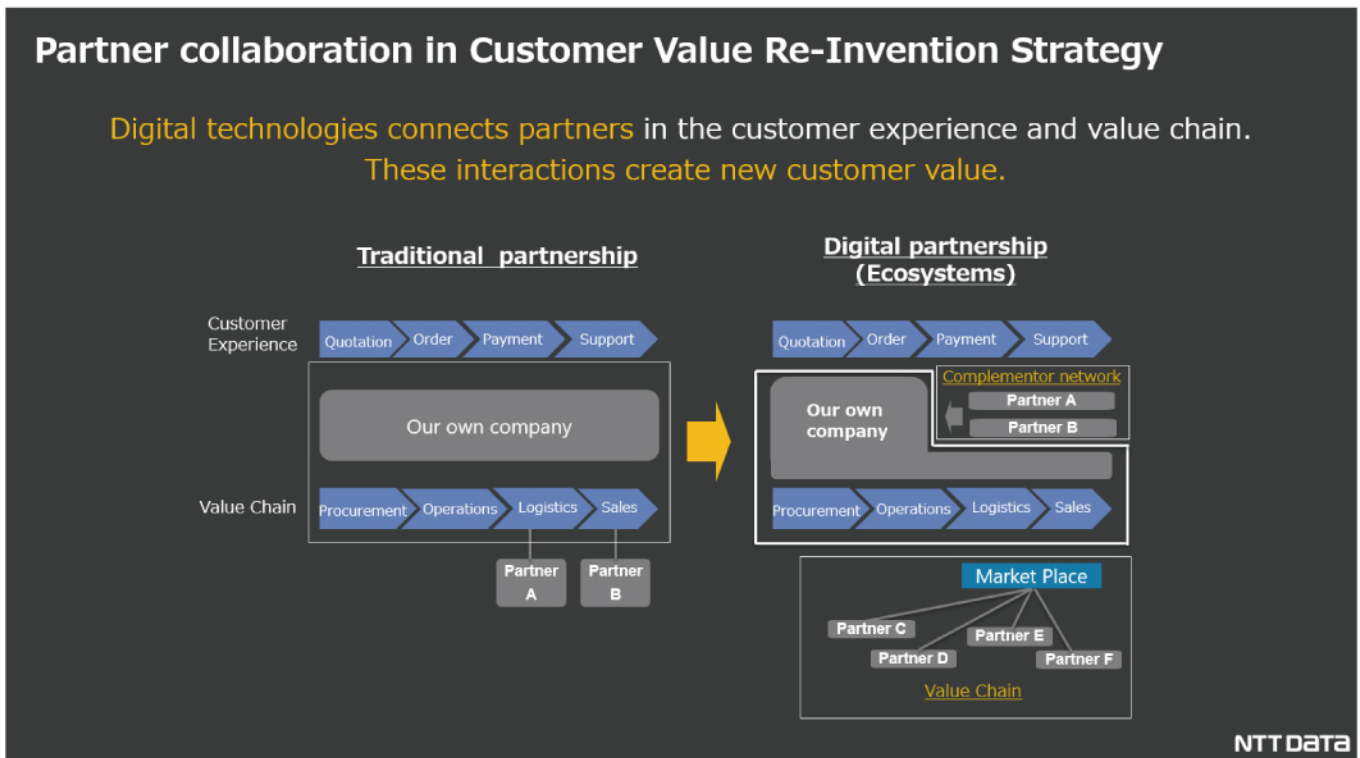 Partner collaboration in Customer Value Re-Invention Strategy
Digital technologies connects partners in the customer experience and value chain.
These interactions create new customer value.
Traditional partnership
Customer
Experience
Quotation
Order
Payment
Support
Our own company
Value Chain
Procurement
Operations
Logistics
Sales
Partner
A
Partner
B
Digital partnership
(Ecosystems)
Quotation
Order
Payment
Support
Complementor network
Partner A
Partner B
Our own
company
Procurement
Operations
Logistics
Sales
Market Place
Partner C
Partner D
Partner E
Partner F
Value Chain
NTT DATA